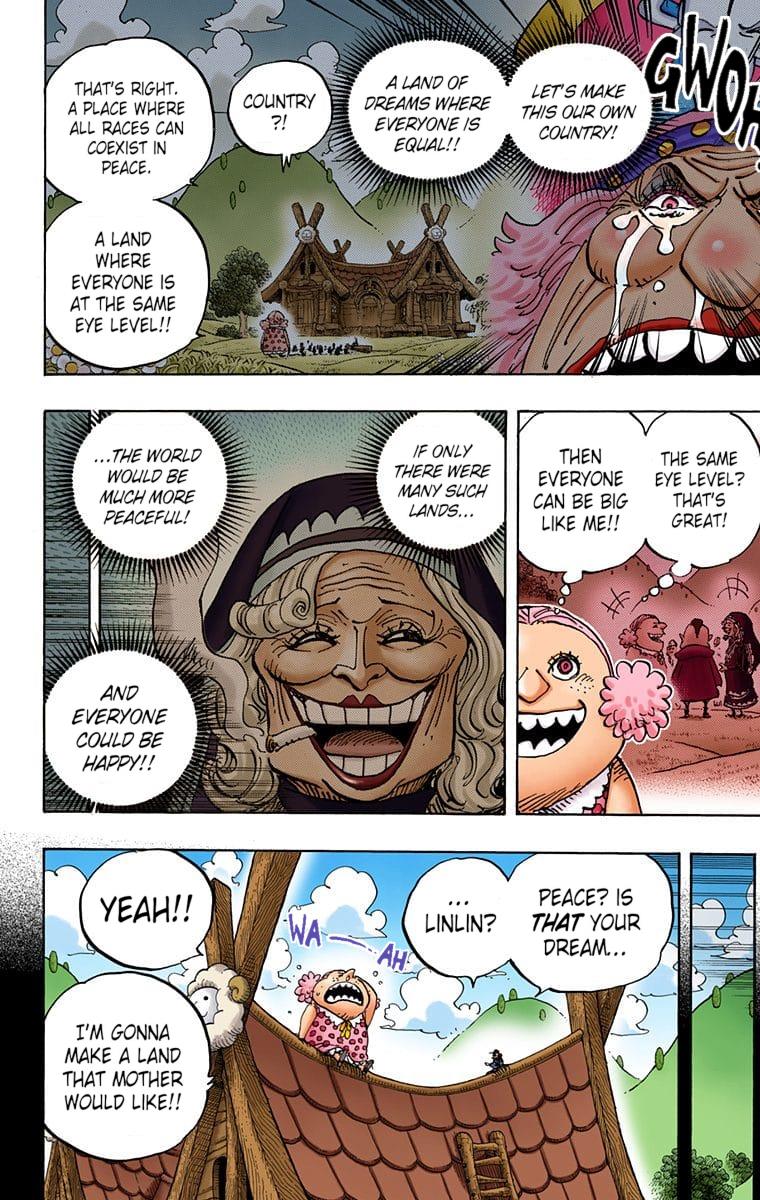 GWOH
LET'S MAKE
THIS OUR OWN
COUNTRY!
A LAND OF
DREAMS WHERE
EVERYONE IS
EQUAL!!
COUNTRY
?!
THAT'S RIGHT.
A PLACE WHERE
ALL RACES CAN
COEXIST IN
PEACE.
A LAND
WHERE
EVERYONE IS
AT THE SAME
EYE LEVEL!!
THE SAME
EYE LEVEL?
THAT'S
GREAT!
THEN
EVERYONE
CAN BE BIG
LIKE ME!!
IF ONLY
THERE WERE
MANY SUCH
LANDS...
...THE WORLD
WOULD BE
MUCH MORE
PEACEFUL!
AND
EVERYONE
COULD BE
HAPPY!!
PEACE? IS
THAT YOUR
DREAM...
...
LINLIN?
WA — AH
YEAH!!
I'M GONNA
MAKE A LAND
THAT MOTHER
WOULD LIKE!!